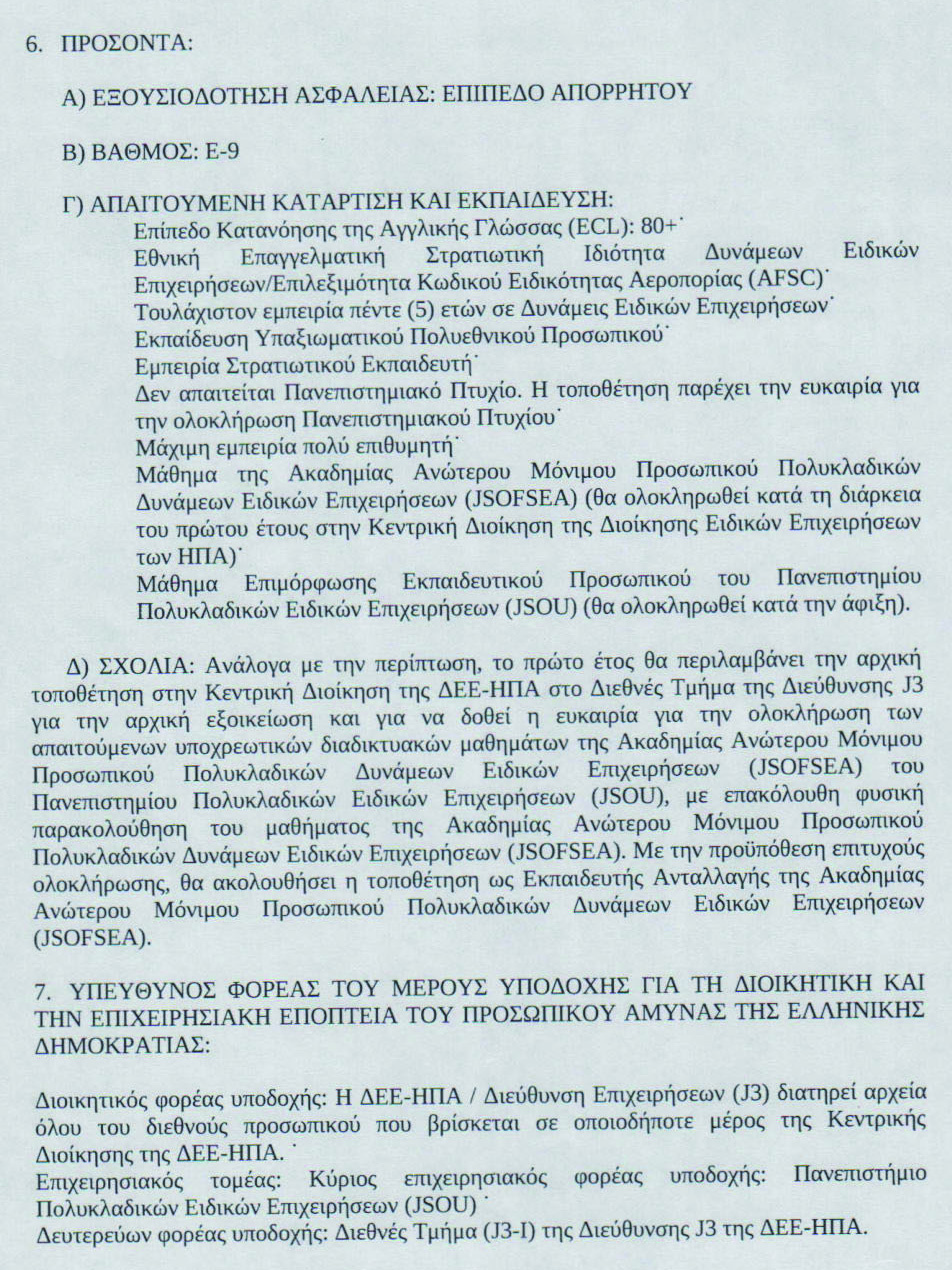 6. ΠΡΟΣΟΝΤΑ:
Α) ΕΞΟΥΣΙΟΔΟΤΗΣΗ ΑΣΦΑΛΕΙΑΣ: ΕΠΙΠΕΔΟ ΑΠΟΡΡΗΤΟΥ
Β) ΒΑΘΜΟΣ: Ε-9
Γ) ΑΠΑΙΤΟΥΜΕΝΗ ΚΑΤΑΡΤΙΣΗ ΚΑΙ ΕΚΠΑΙΔΕΥΣΗ:
Επίπεδο Κατανόησης της Αγγλικής Γλώσσας (ECL): 80+˙
Εθνική Επαγγελματική Στρατιωτική Ιδιότητα Δυνάμεων Ειδικών
Επιχειρήσεων/Επιλεξιμότητα Κωδικού Ειδικότητας Αεροπορίας (AFSC)˙
Τουλάχιστον εμπειρία πέντε (5) ετών σε Δυνάμεις Ειδικών Επιχειρήσεων˙
Εκπαίδευση Υπαξιωματικού Πολυεθνικού Προσωπικού˙
Εμπειρία Στρατιωτικού Εκπαιδευτή˙
Δεν απαιτείται Πανεπιστημιακό Πτυχίο. Η τοποθέτηση παρέχει την ευκαιρία για
την ολοκλήρωση Πανεπιστημιακού Πτυχίου˙
Μάχιμη εμπειρία πολύ επιθυμητή˙
Μάθημα της Ακαδημίας Ανώτερου Μόνιμου Προσωπικού Πολυκλαδικών
Δυνάμεων Ειδικών Επιχειρήσεων (JSOFSEA) (θα ολοκληρωθεί κατά τη διάρκεια
του πρώτου έτους στην Κεντρική Διοίκηση της Διοίκησης Ειδικών Επιχειρήσεων
των ΗΠΑ)˙
Μάθημα Επιμόρφωσης Εκπαιδευτικού Προσωπικού του Πανεπιστημίου
Πολυκλαδικών Ειδικών Επιχειρήσεων (JSOU) (θα ολοκληρωθεί κατά την άφιξη).
Δ) ΣΧΟΛΙΑ: Ανάλογα με την περίπτωση, το πρώτο έτος θα περιλαμβάνει την αρχική
τοποθέτηση στην Κεντρική Διοίκηση της ΔΕΕ-ΗΠΑ στο Διεθνές Τμήμα της Διεύθυνσης J3
για την αρχική εξοικείωση και για να δοθεί η ευκαιρία για την ολοκλήρωση των
απαιτούμενων υποχρεωτικών διαδικτυακών μαθημάτων της Ακαδημίας Ανώτερου Μόνιμου
Προσωπικού Πολυκλαδικών Δυνάμεων Ειδικών Επιχειρήσεων (JSOFSEA) του
Πανεπιστημίου Πολυκλαδικών Ειδικών Επιχειρήσεων (JSOU), με επακόλουθη φυσική
παρακολούθηση του μαθήματος της Ακαδημίας Ανώτερου Μόνιμου Προσωπικού
Πολυκλαδικών Δυνάμεων Ειδικών Επιχειρήσεων (JSOFSEA). Με την προϋπόθεση επιτυχούς
ολοκλήρωσης, θα ακολουθήσει η τοποθέτηση ως Εκπαιδευτής Ανταλλαγής της Ακαδημίας
Ανώτερου Μόνιμου Προσωπικού Πολυκλαδικών Δυνάμεων Ειδικών Επιχειρήσεων
(JSOFSEA).
7. ΥΠΕΥΘΥΝΟΣ ΦΟΡΕΑΣ ΤΟΥ ΜΕΡΟΥΣ ΥΠΟΔΟΧΗΣ ΓΙΑ ΤΗ ΔΙΟΙΚΗΤΙΚΗ ΚΑΙ
ΤΗΝ ΕΠΙΧΕΙΡΗΣΙΑΚΗ ΕΠΟΠΤΕΙΑ ΤΟΥ ΠΡΟΣΩΠΙΚΟΥ ΑΜΥΝΑΣ ΤΗΣ ΕΛΛΗΝΙΚΗΣ
ΔΗΜΟΚΡΑΤΙΑΣ:
Διοικητικός φορέας υποδοχής: Η ΔΕΕ-ΗΠΑ / Διεύθυνση Επιχειρήσεων (J3) διατηρεί αρχεία
όλου του διεθνούς προσωπικού που βρίσκεται σε οποιοδήποτε μέρος της Κεντρικής
Διοίκησης της ΔΕΕ-ΗΠΑ. ˙
Επιχειρησιακός τομέας: Κύριος επιχειρησιακός φορέας υποδοχής: Πανεπιστήμιο
Πολυκλαδικών Ειδικών Επιχειρήσεων (JSOU) ˙
Δευτερεύων φορέας υποδοχής: Διεθνές Τμήμα (J3-I) της Διεύθυνσης J3 της ΔΕΕ-ΗΠΑ.